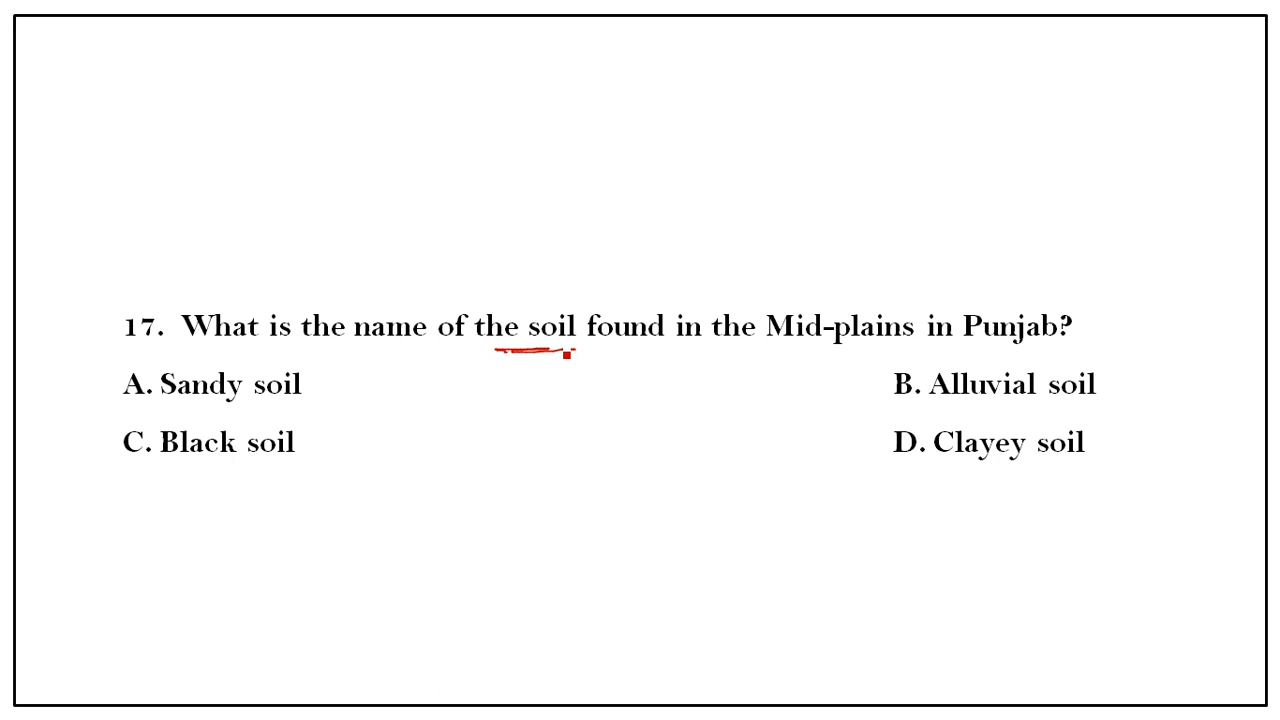 17. What is the name of the soil found in the Mid-plains in Punjab?
A. Sandy soil B. Alluvial soil
C. Black soil D. Clayey soil